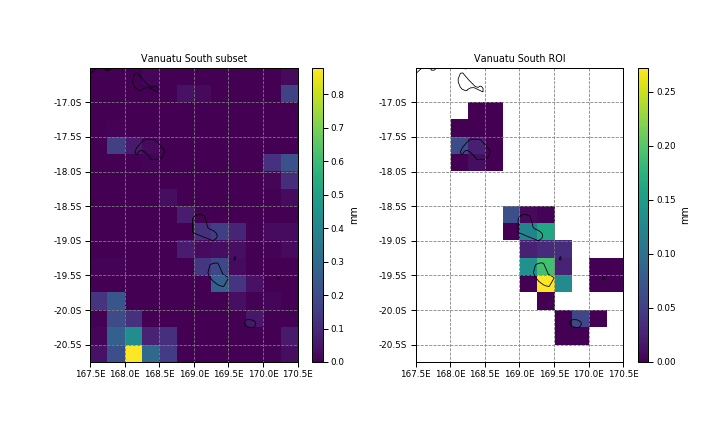 Vanuatu South subset
-17.0S
-17.5S
-18.0S
-18.5S
-19.0S
-19.5S
-20.0S
-20.5S
167.5E 168.0E 168.5E 169.0E 169.5E 170.0E 170.5E
0.8
0.7
0.6
0.5
0.4
0.3
0.2
0.1
0.0
mm
Vanuatu South ROI
-17.0S
-17.5S
-18.0S
-18.5S
-19.0S
-19.5S
-20.0S
-20.5S
167.5E 168.0E 168.5E 169.0E 169.5E 170.0E 170.5E
0.25
0.20
0.15
0.10
0.05
0.00
mm